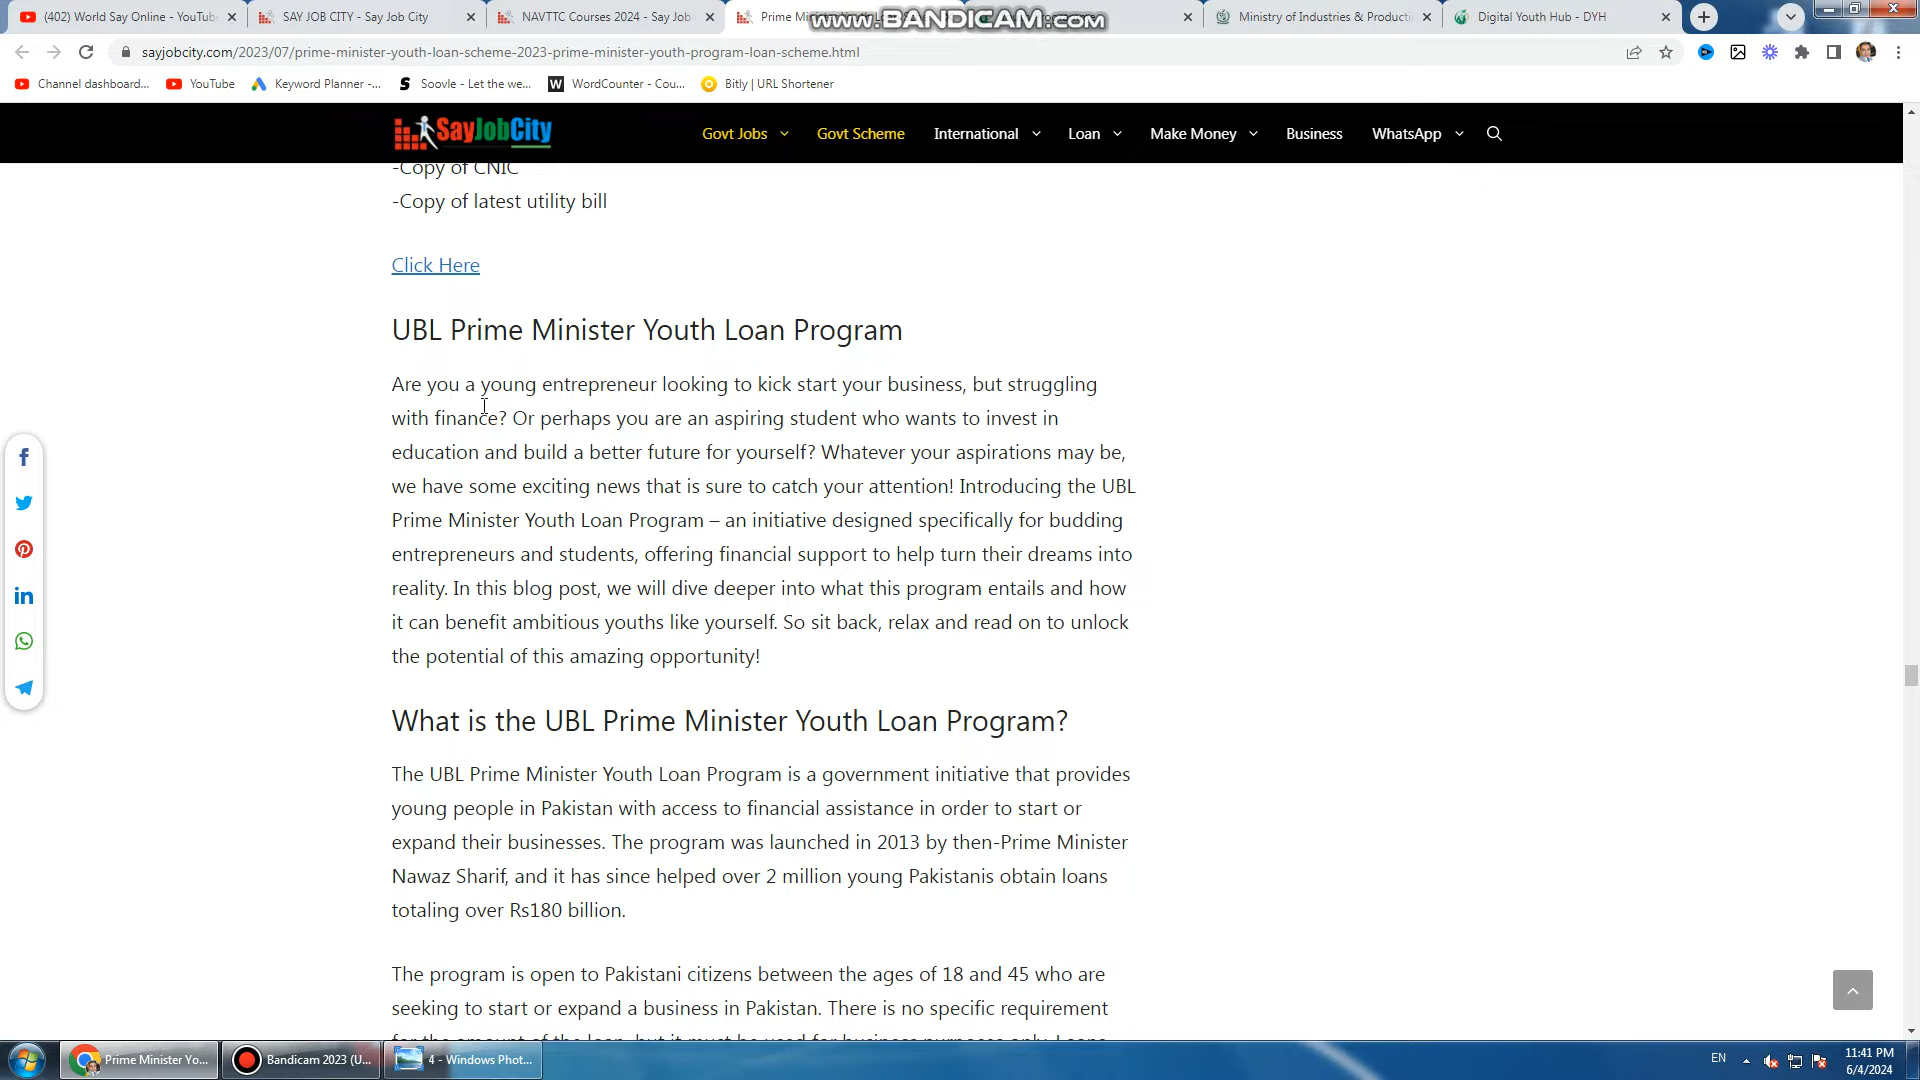 (402) World Say Online - YouTub
SAY JOB CITY - Say Job City
NAVTTC Courses 2024 - Say Job
Prime Mi
www.BANDICAM.com
Ministry of Industries & Producti
Digital Youth Hub - DYH
sayjobcity.com/2023/07/prime-minister-youth-loan-scheme-2023-prime-minister-youth-program-loan-scheme.html
Channel dashboard...
YouTube
Keyword Planner -...
Soovle - Let the we...
WordCounter - Cou...
Bitly | URL Shortener
SayJobCity
Govt Jobs
Govt Scheme
International
Loan
Make Money
Business
WhatsApp
-Copy of CNIC
-Copy of latest utility bill
Click Here
UBL Prime Minister Youth Loan Program
Are you a young entrepreneur looking to kick start your business, but struggling
with finance? Or perhaps you are an aspiring student who wants to invest in
education and build a better future for yourself? Whatever your aspirations may be,
we have some exciting news that is sure to catch your attention! Introducing the UBL
Prime Minister Youth Loan Program – an initiative designed specifically for budding
entrepreneurs and students, offering financial support to help turn their dreams into
reality. In this blog post, we will dive deeper into what this program entails and how
it can benefit ambitious youths like yourself. So sit back, relax and read on to unlock
the potential of this amazing opportunity!
What is the UBL Prime Minister Youth Loan Program?
The UBL Prime Minister Youth Loan Program is a government initiative that provides
young people in Pakistan with access to financial assistance in order to start or
expand their businesses. The program was launched in 2013 by then-Prime Minister
Nawaz Sharif, and it has since helped over 2 million young Pakistanis obtain loans
totaling over Rs180 billion.
The program is open to Pakistani citizens between the ages of 18 and 45 who are
seeking to start or expand a business in Pakistan. There is no specific requirement
for the amount of the loan, but it must be used for business purposes only. Loans
Prime Minister Yo...
Bandicam 2023 (U...
4 - Windows Phot...
EN
11:41 PM
6/4/2024